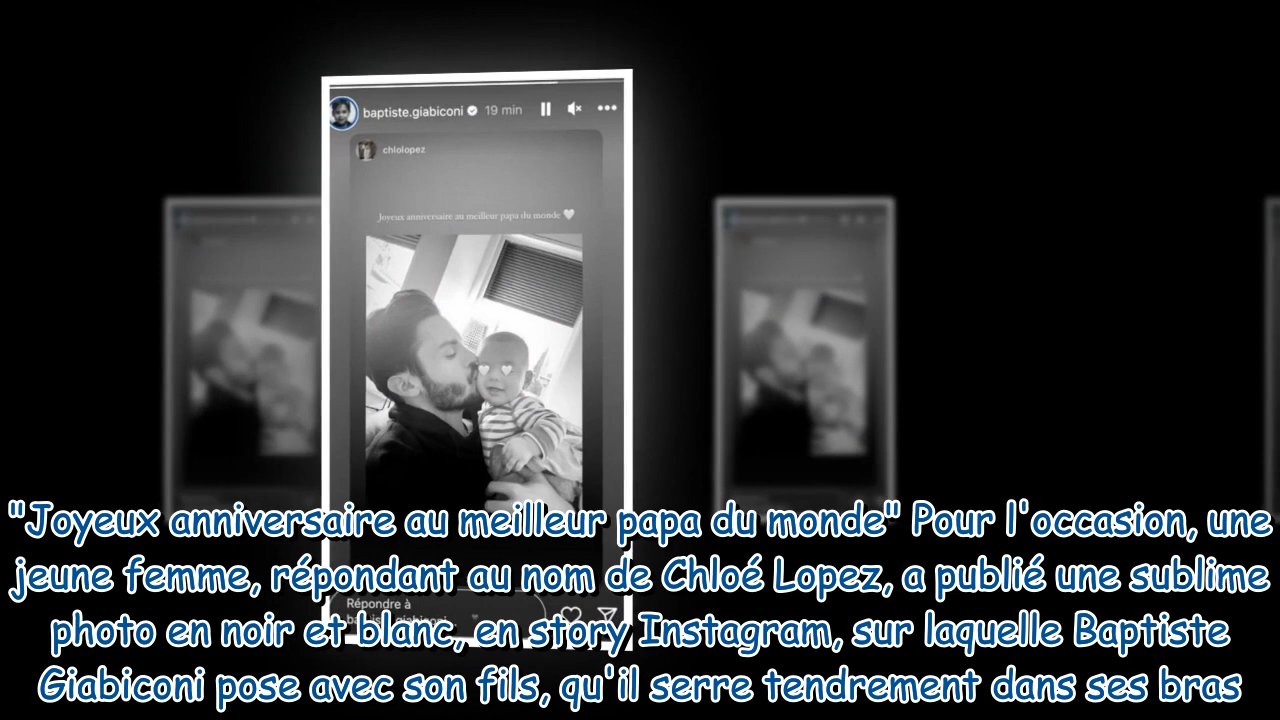 baptiste.giabiconi 19 min
chlolopez
Joyeux anniversaire au meilleur papa du monde 🤍
Répondre à
"Joyeux anniversaire au meilleur papa du monde" Pour l'occasion, une
jeune femme, répondant au nom de Chloé Lopez, a publié une sublime
photo en noir et blanc, en story Instagram, sur laquelle Baptiste
Giabiconi pose avec son fils, qu'il serre tendrement dans ses bras